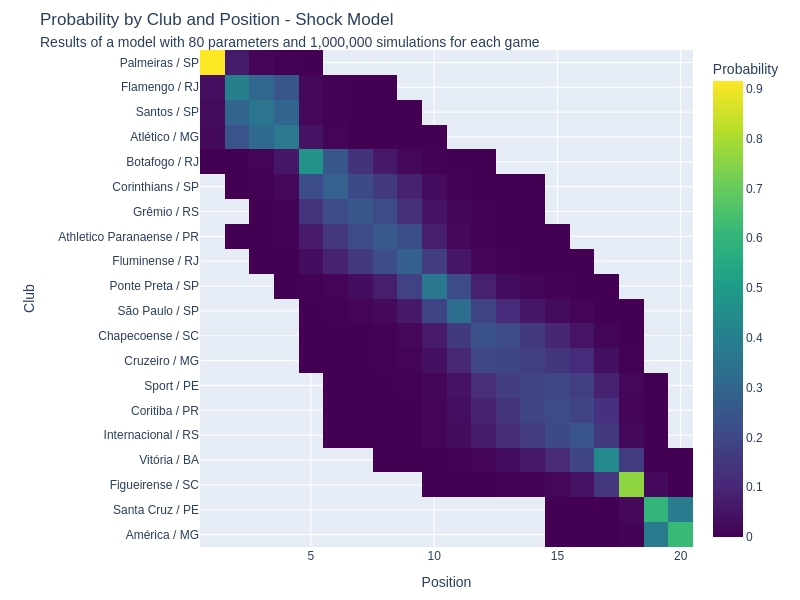 Probability by Club and Position - Shock Model
Results of a model with 80 parameters and 1,000,000 simulations for each game
Probability
Palmeiras / SP
Flamengo / RJ
Santos / SP
Atlético / MG
Botafogo / RJ
Corinthians / SP
Grêmio / RS
Athletico Paranaense / PR
Fluminense / RJ
Ponte Preta / SP
São Paulo / SP
Chapecoense / SC
Cruzeiro / MG
Sport / PE
Coritiba / PR
Internacional / RS
Vitória / BA
Figueirense / SC
Santa Cruz / PE
América / MG
Club
5
10
15
20
Position
0.9
0.8
0.7
0.6
0.5
0.4
0.3
0.2
0.1
0